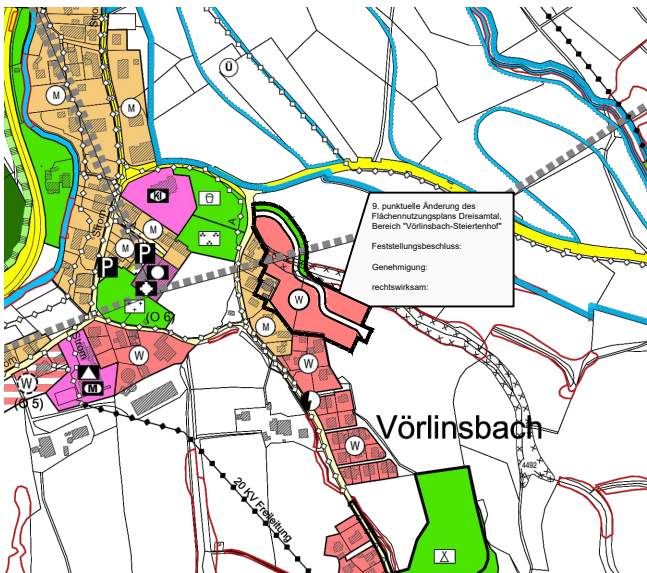 Strom
M
M
Ü
K
A
Strom
M
M
P
P
9. punktuelle Änderung des
Flächennutzungsplans Dreisamtal,
Bereich "Vörlinsbach-Steiertenhof"
Feststellungsbeschluss:
Genehmigung:
rechtswirksam:
W
(O 6)
M
Strom
W
W
M
W
(O 5)
Vörlinsbach
W
4492
20 KV Freileitung